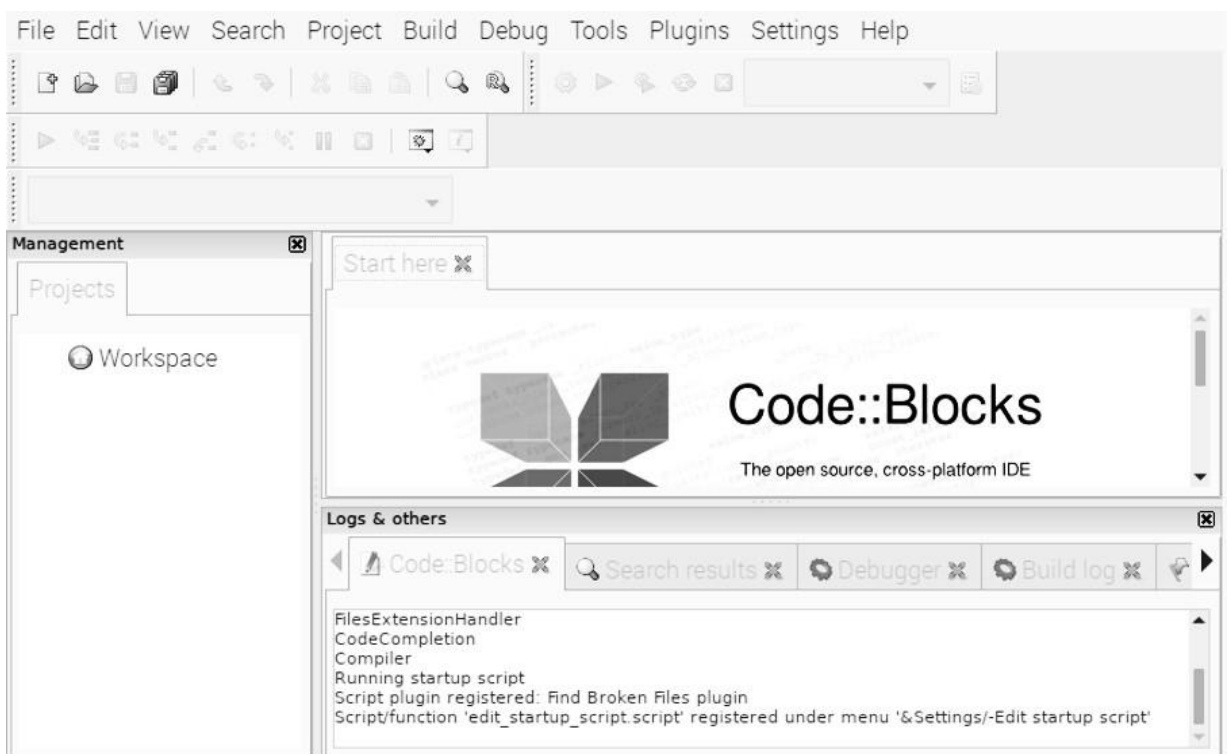 File Edit View Search Project Build Debug Tools Plugins Settings Help
Management
Projects
Workspace
Start here
Code::Blocks
The open source, cross-platform IDE
Logs & others
Code::Blocks Search results Debugger Build log
FilesExtensionHandler
CodeCompletion
Compiler
Running startup script
Script plugin registered: Find Broken Files plugin
Script/function 'edit_startup_script.script' registered under menu '&Settings/-Edit startup script'